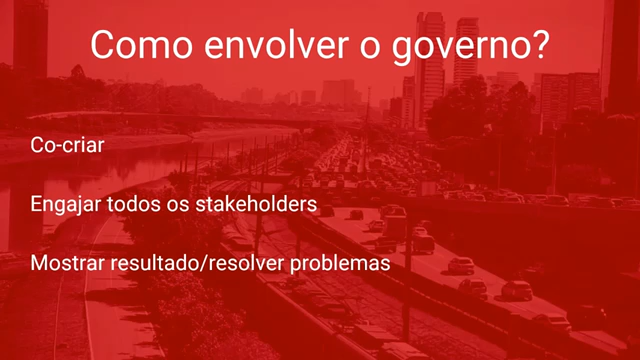 Como envolver o governo?
Co-criar
Engajar todos os stakeholders
Mostrar resultado/resolver problemas